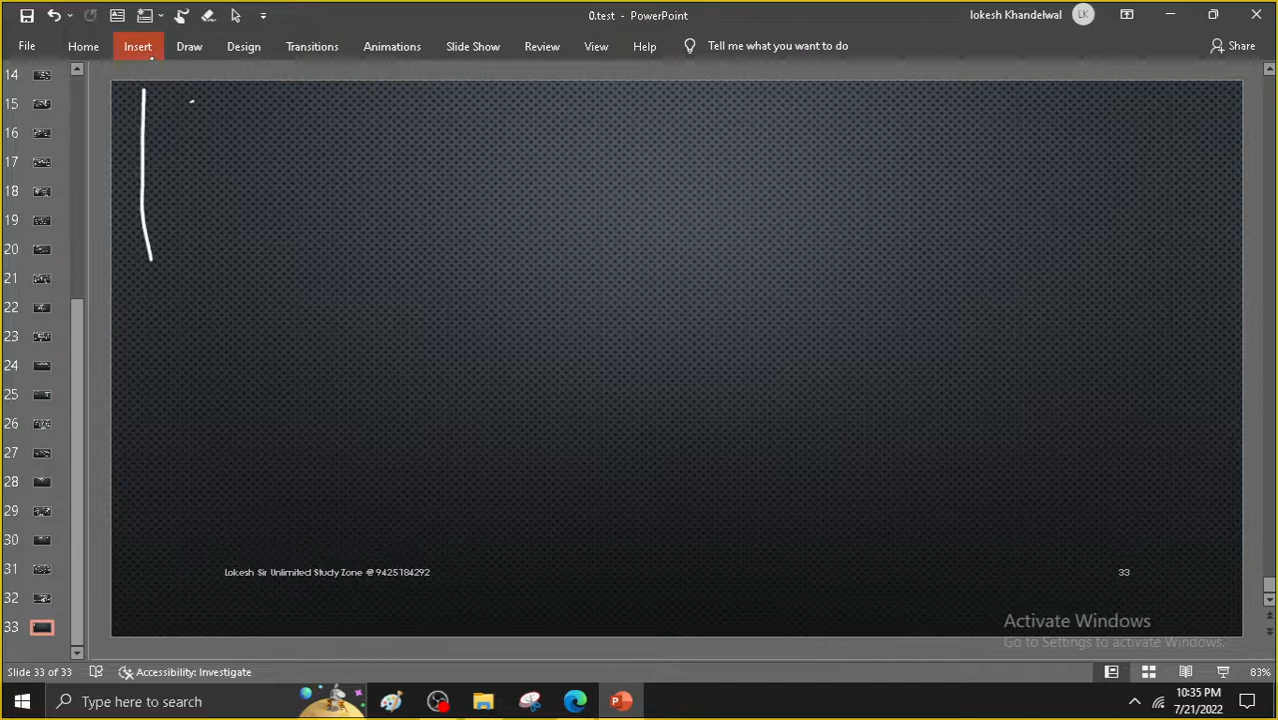 0.test - PowerPoint
lokesh Khandelwal
LK
File
Home
Insert
Draw
Design
Transitions
Animations
Slide Show
Review
View
Help
Tell me what you want to do
Share
14
15
16
17
18
19
20
21
22
23
24
25
26
27
28
29
30
31
32
33
Lokesh Sir Unlimited Study Zone @ 9425184292
33
Activate Windows
Go to Settings to activate Windows.
Slide 33 of 33
Accessibility: Investigate
83%
Type here to search
10:35 PM
7/21/2022